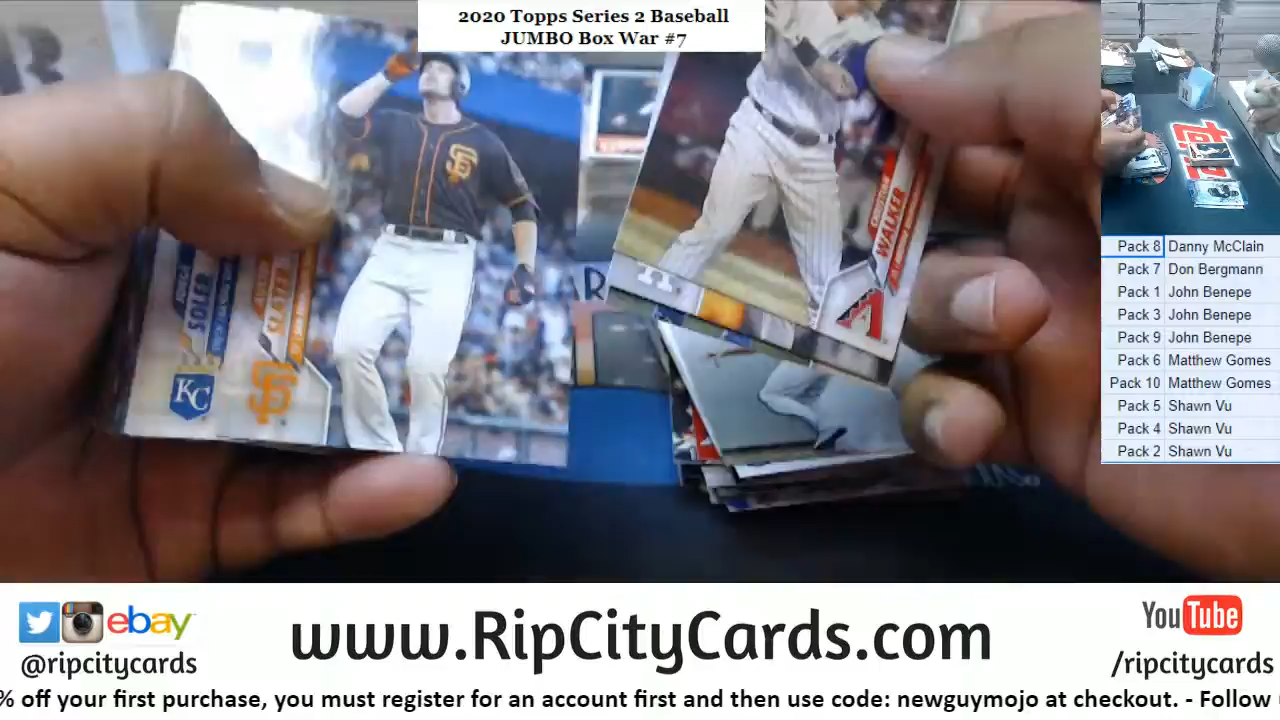 2020 Topps Series 2 Baseball
JUMBO Box War #7
SF
WALKER
A
SOLER
KC
SLATER
SF
Pack 8 Danny McClain
Pack 7 Don Bergmann
Pack 1 John Benepe
Pack 3 John Benepe
Pack 9 John Benepe
Pack 6 Matthew Gomes
Pack 10 Matthew Gomes
Pack 5 Shawn Vu
Pack 4 Shawn Vu
Pack 2 Shawn Vu
ebay
@ripcitycards
www.RipCityCards.com
YouTube
/ripcitycards
% off your first purchase, you must register for an account first and then use code: newguymojo at checkout. - Follow